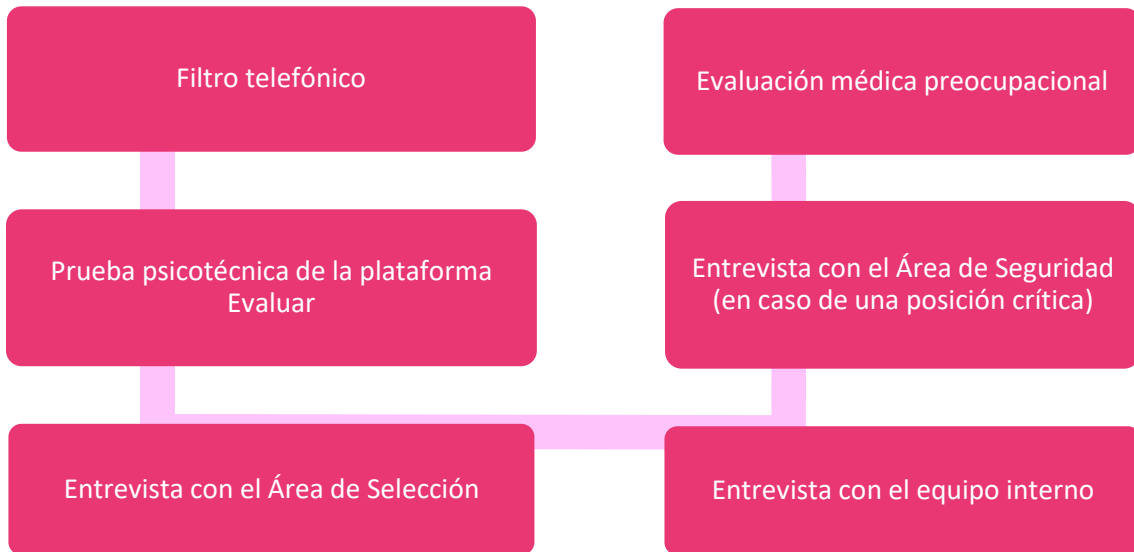 Filtro telefónico
Prueba psicotécnica de la plataforma
Evaluar
Entrevista con el Área de Selección
Entrevista con el equipo interno
Entrevista con el Área de Seguridad
(en caso de una posición crítica)
Evaluación médica preocupacional